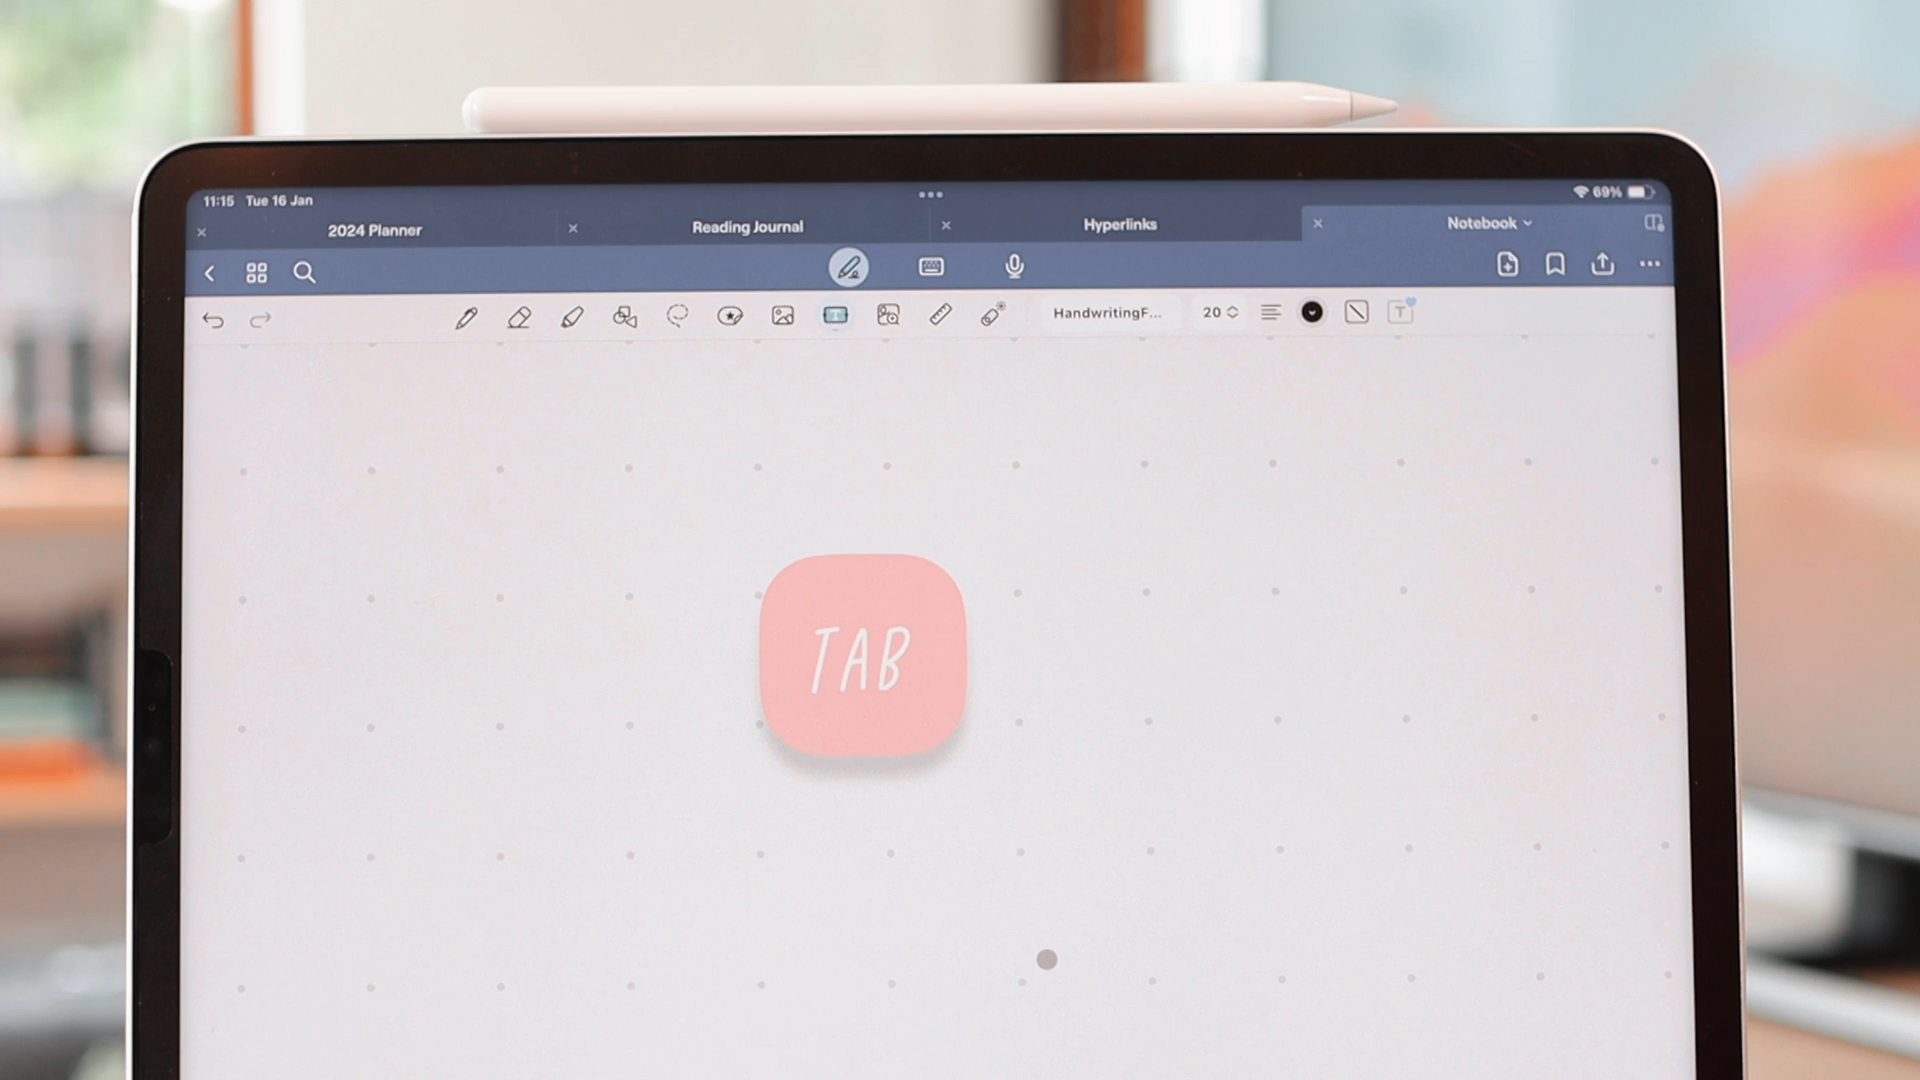 11:15 Tue 16 Jan
69%
2024 Planner
Reading Journal
Hyperlinks
Notebook
HandwritingF...
20
T
TAB